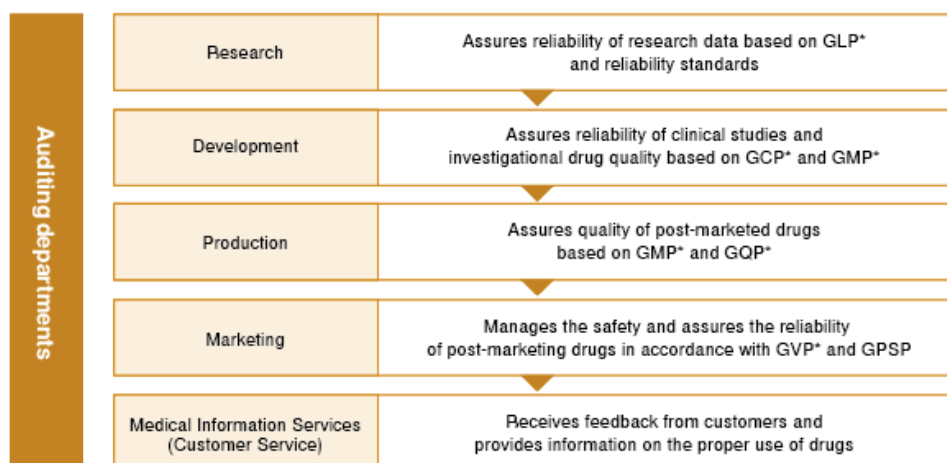 Auditing departments
Research
Assures reliability of research data based on GLP*
and reliability standards
Development
Assures reliability of clinical studies and
investigational drug quality based on GCP* and GMP*
Production
Assures quality of post-marketed drugs
based on GMP* and GQP*
Marketing
Manages the safety and assures the reliability
of post-marketing drugs in accordance with GVP* and GPSP
Medical Information Services
(Customer Service)
Receives feedback from customers and
provides information on the proper use of drugs